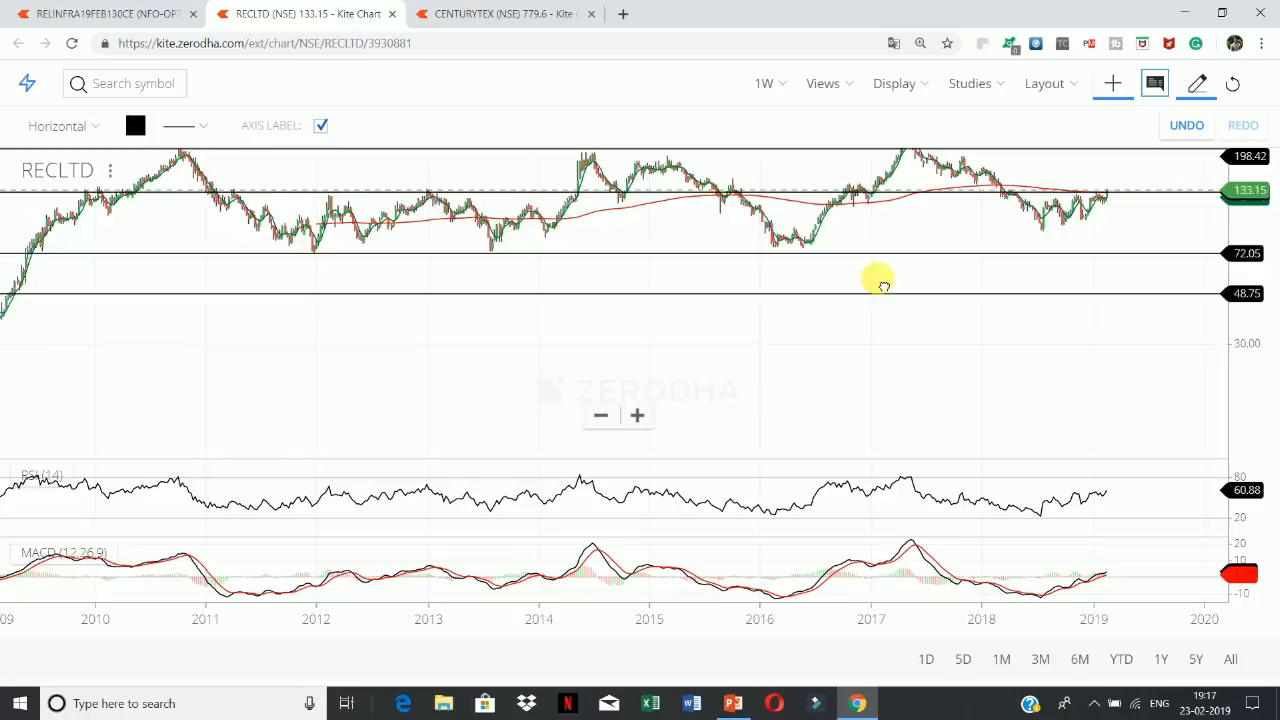 RELINFRA19FEB130CE (NFO-OPT
RECLTD (NSE) 133.15 - Kite Chart
CENTURYTEX (NSE) 779.6 - Kite C
https://kite.zerodha.com/ext/chart/NSE/RECLTD/3930881
Search symbol
1W
Views
Display
Studies
Layout
Horizontal
AXIS LABEL:
UNDO
REDO
RECLTD
198.42
133.15
72.05
48.75
30.00
ZERODHA
RSI (14)
80
60.88
20
MACD (12,26,9)
20
10
-10
09 2010 2011 2012 2013 2014 2015 2016 2017 2018 2019 2020
1D 5D 1M 3M 6M YTD 1Y 5Y All
Type here to search
ENG
19:17
23-02-2019